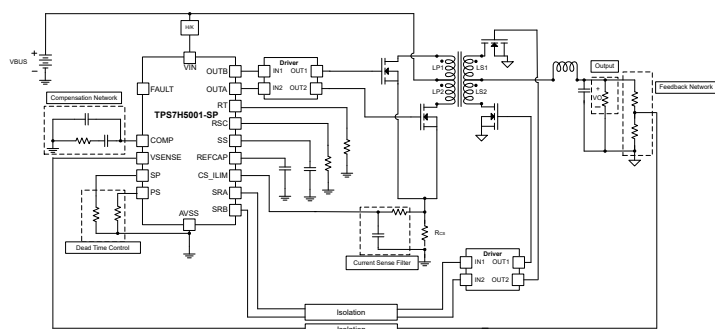 H/K
VBUS
+
−
VIN
FAULT
TPS7H5001-SP
OUTB
OUTA
RT
RSC
SS
REFCAP
CS_ILIM
SRA
SRB
COMP
VSENSE
SP
PS
AVSS
Driver
IN1 OUT1
IN2 OUT2
Compensation Network
Dead Time Control
LP1
LP2
LS1
LS2
Output
+
VO
−
Feedback Network
RCS
Current Sense Filter
Driver
IN1 OUT1
IN2 OUT2
Isolation
Isolation